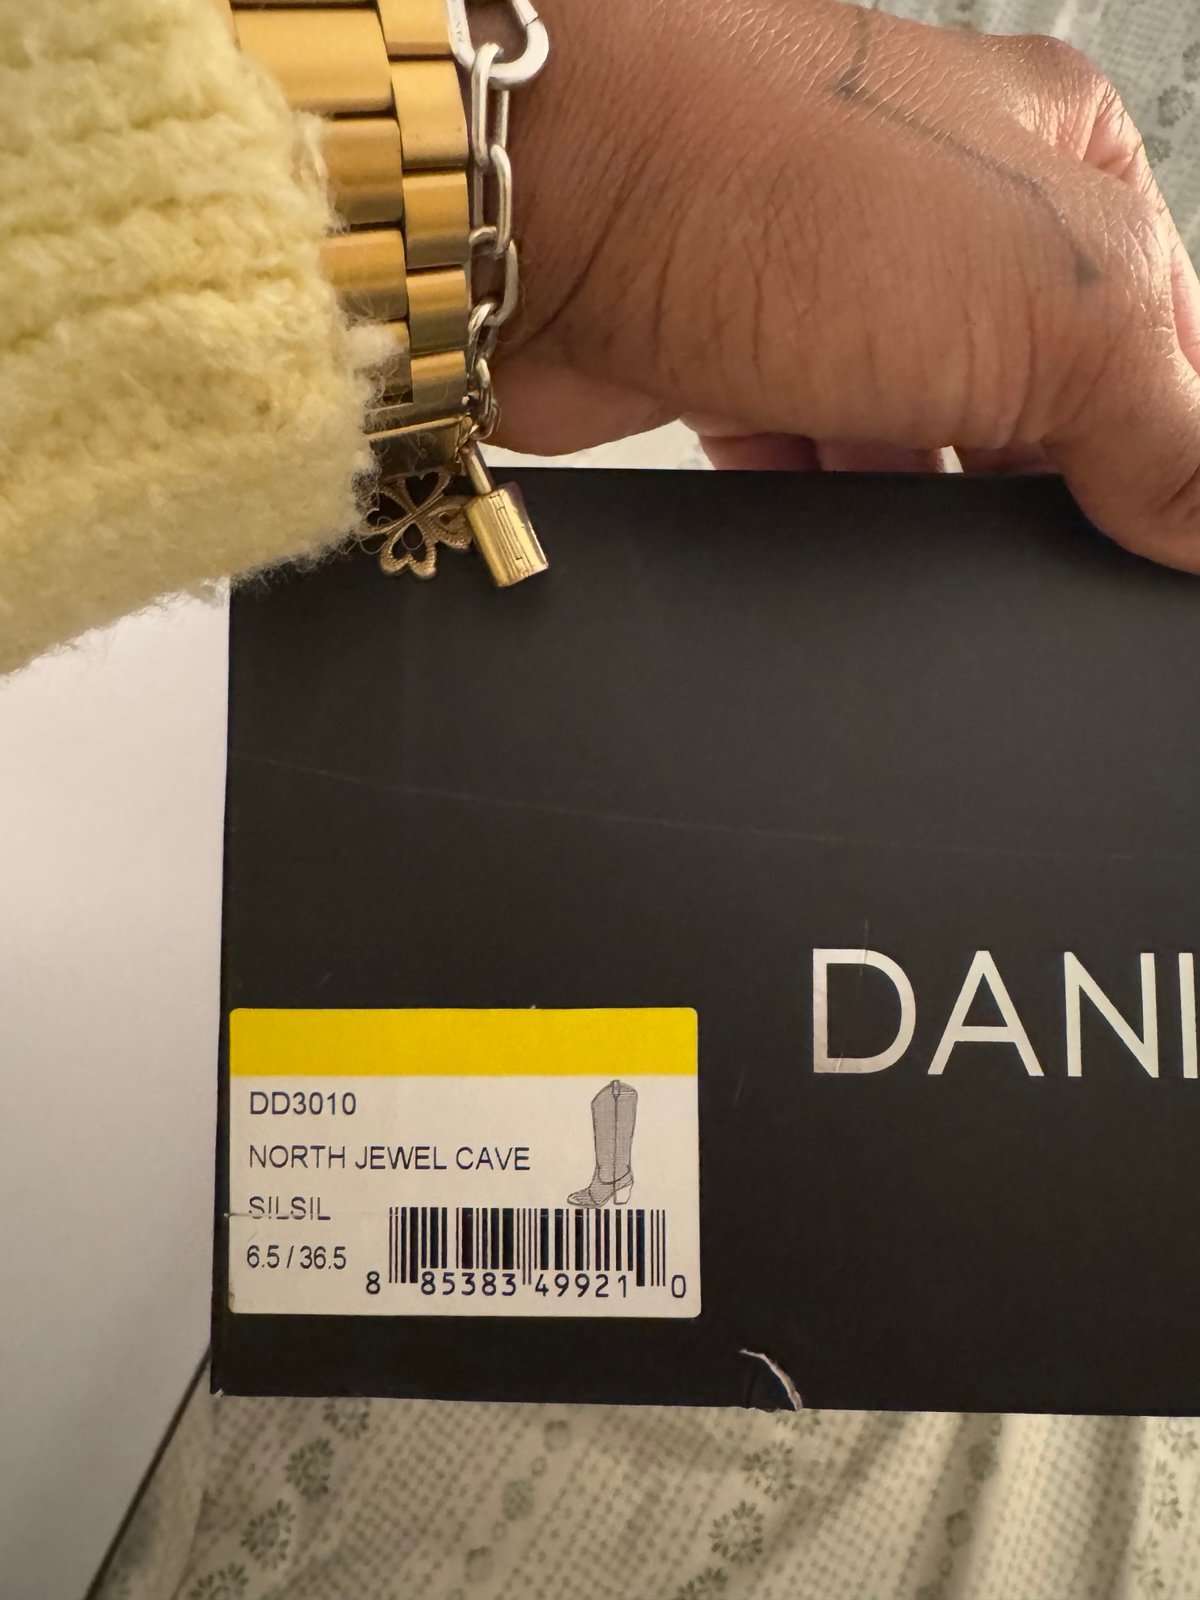 DANI
DD3010
NORTH JEWEL CAVE
SILSIL
6.5 / 36.5
8 85383 49921 0